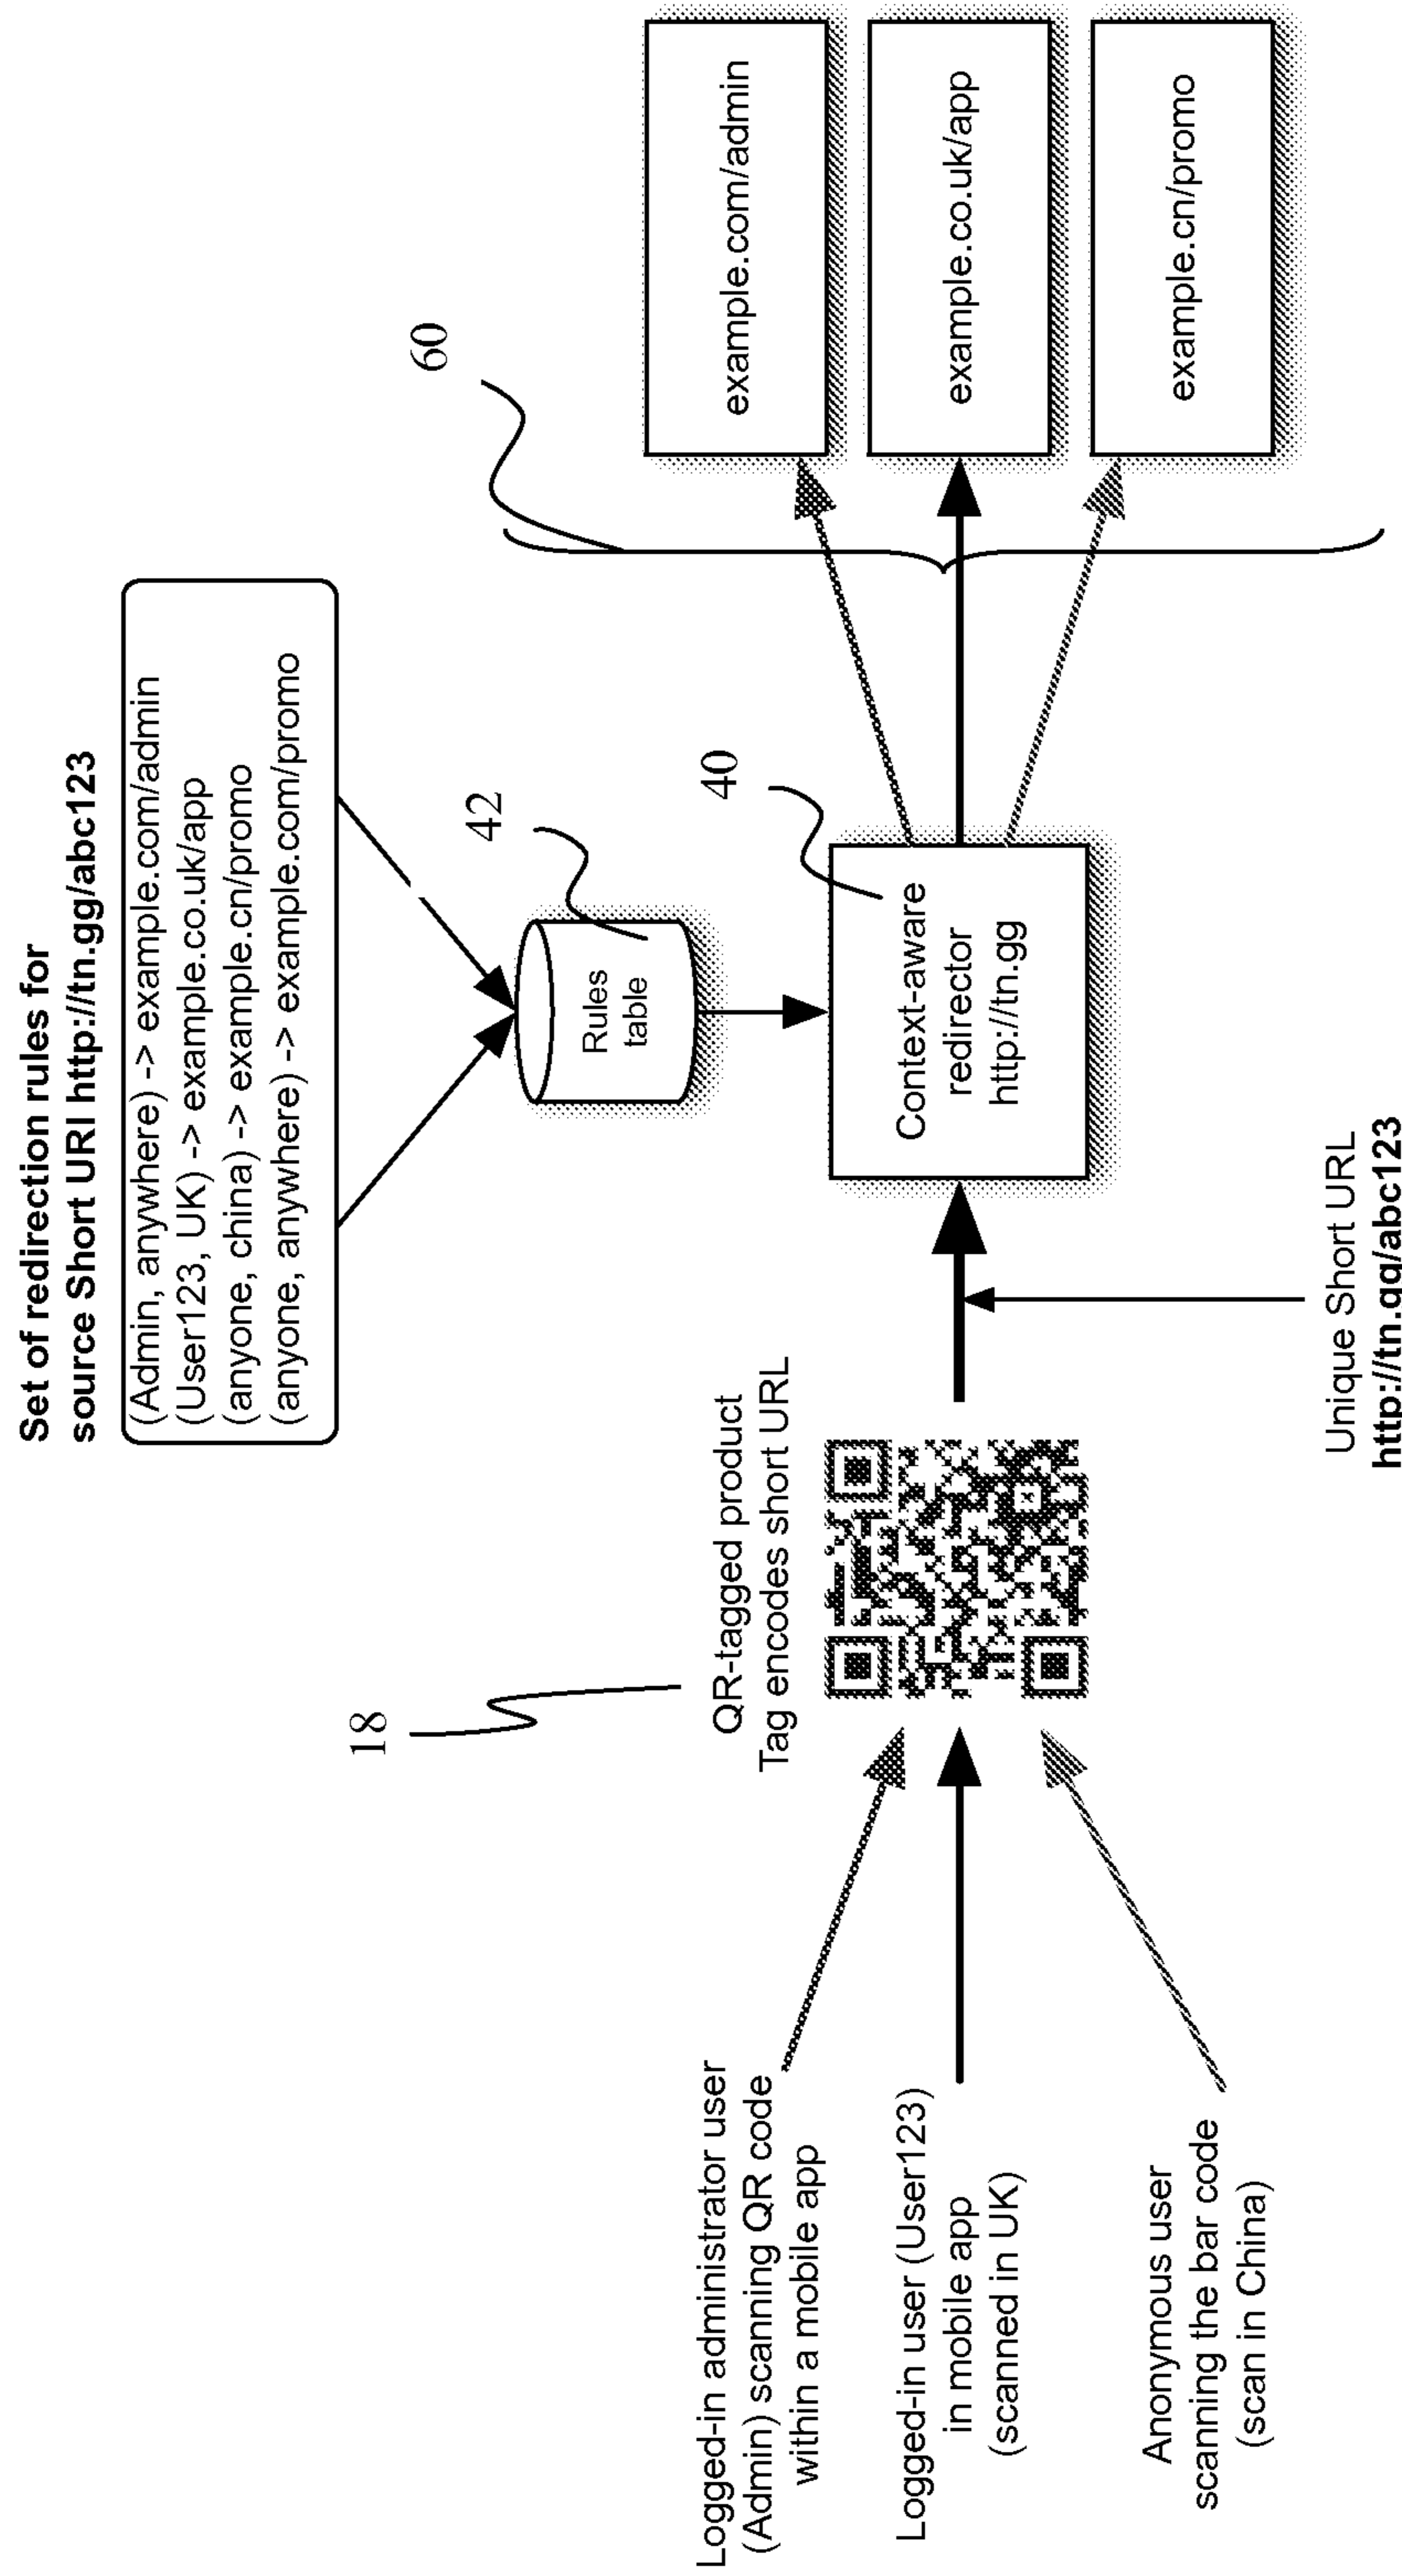 Set of redirection rules for
source Short URI http://tn.gg/abc123
(Admin, anywhere) -> example.com/admin
(User123, UK) -> example.co.uk/app
(anyone, china) -> example.cn/promo
(anyone, anywhere) -> example.com/promo
42
Rules
table
60
40
18
QR-tagged product
Tag encodes short URL
Context-aware
redirector
http://tn.gg
Logged-in administrator user
(Admin) scanning QR code
within a mobile app
Logged-in user (User123)
in mobile app
(scanned in UK)
Anonymous user
scanning the bar code
(scan in China)
Unique Short URL
http://tn.gg/abc123
example.com/admin
example.co.uk/app
example.cn/promo